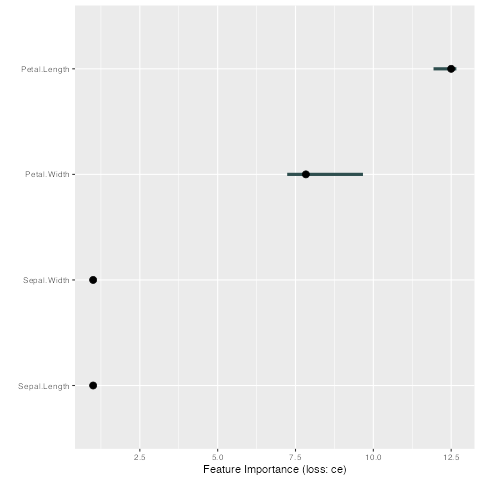 Petal.Length
Petal.Width
Sepal.Width
Sepal.Length
2.5 5.0 7.5 10.0 12.5
Feature Importance (loss: ce)